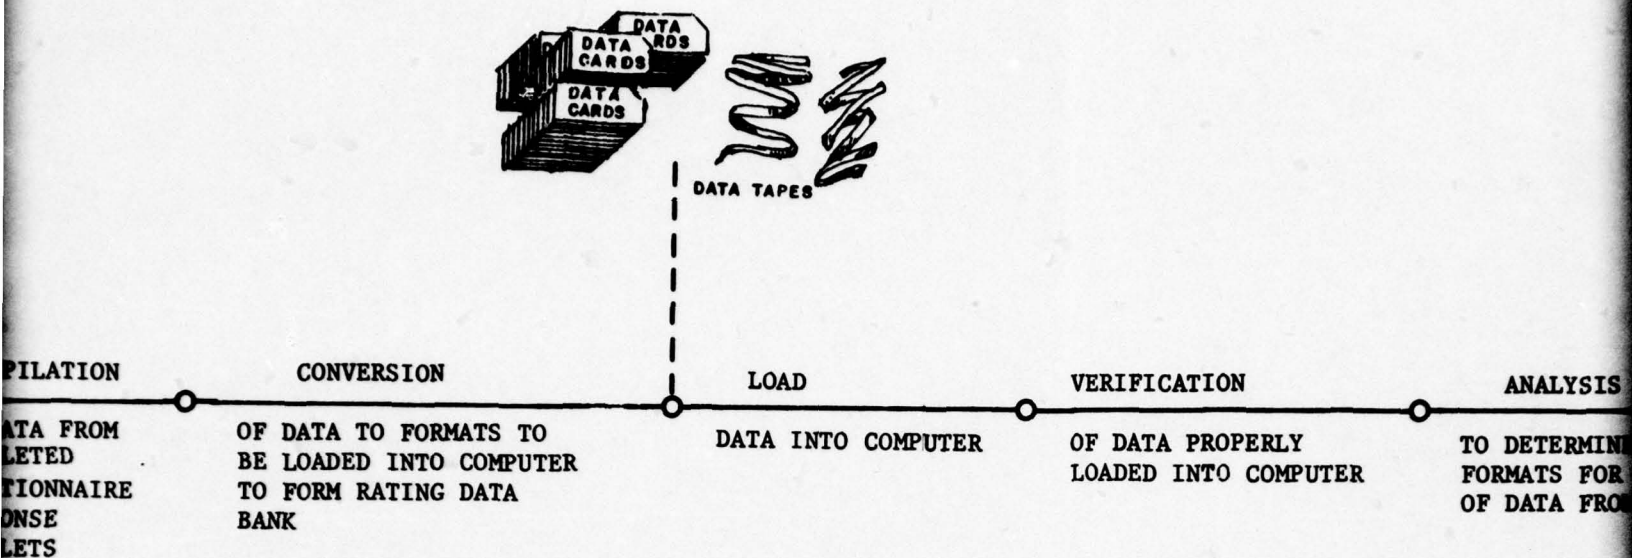 DATA
RDS
DATA
CARDS
DATA
CARDS
DATA TAPES
PILATION
ATA FROM
LETED
TIONNAIRE
ONSE
LETS
CONVERSION
OF DATA TO FORMATS TO
BE LOADED INTO COMPUTER
TO FORM RATING DATA
BANK
LOAD
DATA INTO COMPUTER
VERIFICATION
OF DATA PROPERLY
LOADED INTO COMPUTER
ANALYSIS
TO DETERMIN
FORMATS FOR
OF DATA FRO